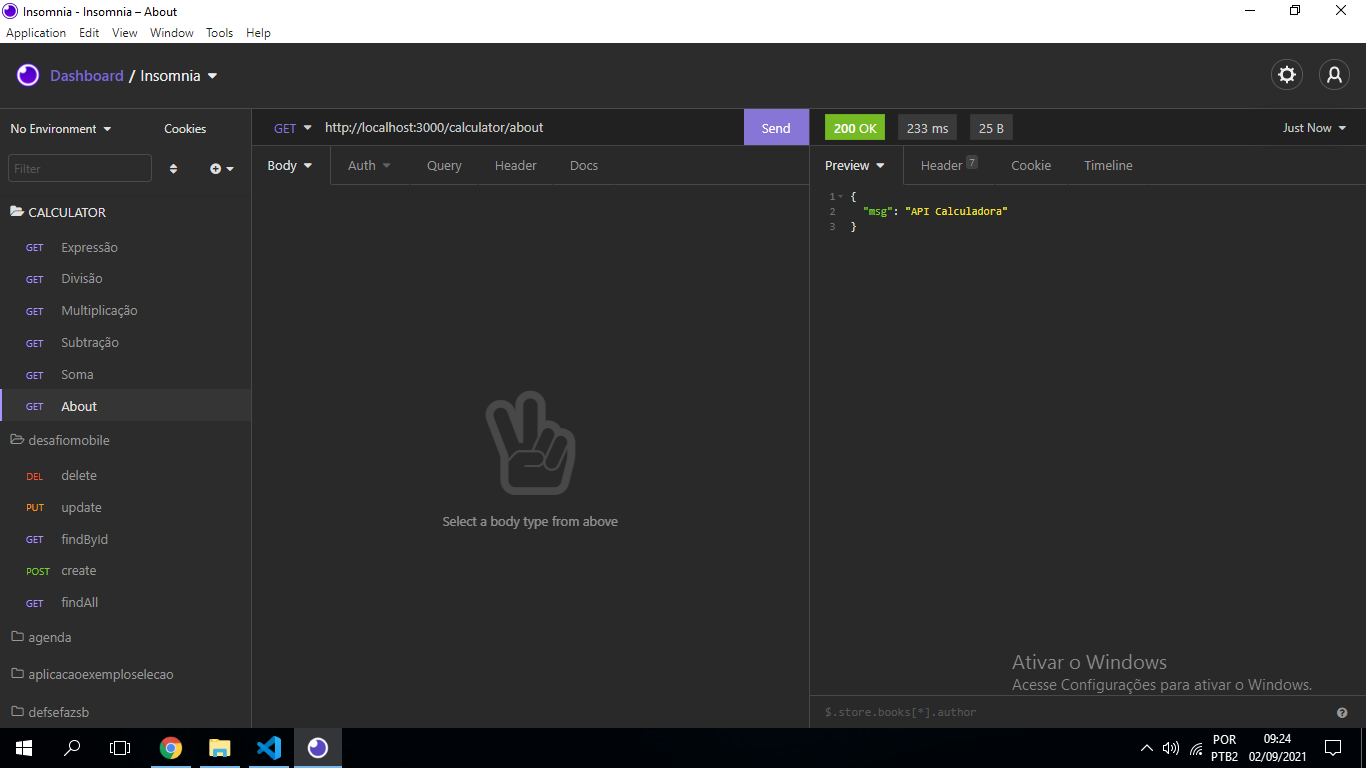 Insomnia - Insomnia – About
Application Edit View Window Tools Help
Dashboard / Insomnia
No Environment Cookies
Filter
CALCULATOR
GET Expressão
GET Divisão
GET Multiplicação
GET Subtração
GET Soma
GET About
desafiomobile
DEL delete
PUT update
GET findById
POST create
GET findAll
agenda
aplicacaoexemploselecao
defsefazsb
GET http://localhost:3000/calculator/about Send
Body Auth Query Header Docs
Select a body type from above
200 OK 233 ms 25 B Just Now
Preview Header 7 Cookie Timeline
1 {
2 "msg": "API Calculadora"
3 }
Ativar o Windows
Acesse Configurações para ativar o Windows.
$.store.books[*].author
POR 09:24
PTB2 02/09/2021